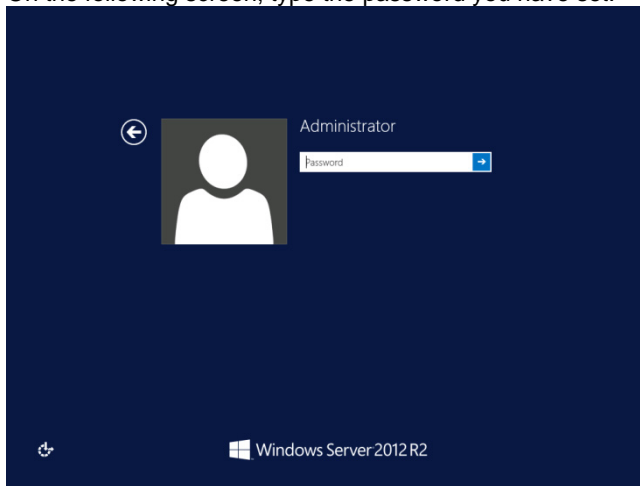 On the following screen, type the password you have set.
Administrator
Password
Windows Server 2012 R2